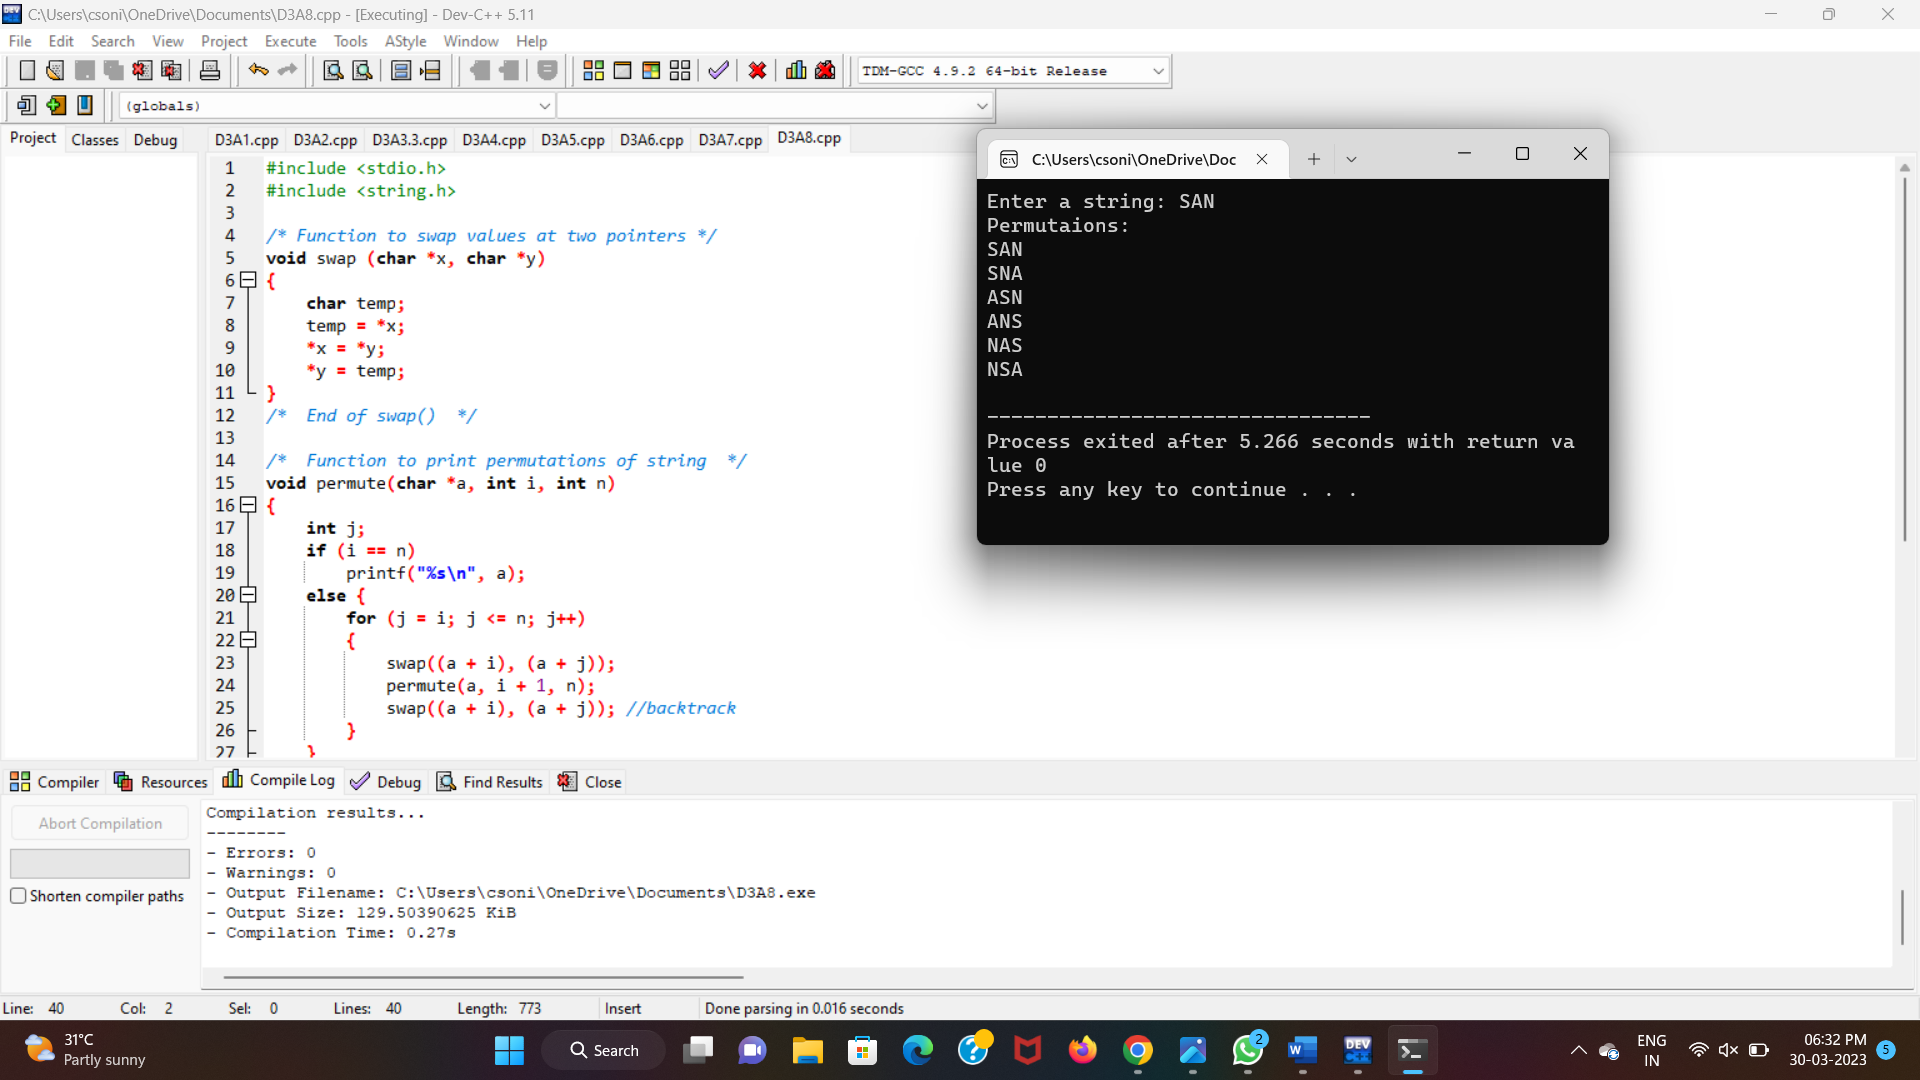 C:\Users\csoni\OneDrive\Documents\D3A8.cpp - [Executing] - Dev-C++ 5.11
File Edit Search View Project Execute Tools AStyle Window Help
TDM-GCC 4.9.2 64-bit Release
(globals)
Project Classes Debug
D3A1.cpp D3A2.cpp D3A3.3.cpp D3A4.cpp D3A5.cpp D3A6.cpp D3A7.cpp D3A8.cpp
1 #include <stdio.h>
2 #include <string.h>
3
4 /* Function to swap values at two pointers */
5 void swap (char *x, char *y)
6 {
7 char temp;
8 temp = *x;
9 *x = *y;
10 *y = temp;
11 }
12 /* End of swap() */
13
14 /* Function to print permutations of string */
15 void permute(char *a, int i, int n)
16 {
17 int j;
18 if (i == n)
19 printf("%s\n", a);
20 else {
21 for (j = i; j <= n; j++)
22 {
23 swap((a + i), (a + j));
24 permute(a, i + 1, n);
25 swap((a + i), (a + j)); //backtrack
26 }
27 }
C:\Users\csoni\OneDrive\Doc
Enter a string: SAN
Permutaions:
SAN
SNA
ASN
ANS
NAS
NSA
--------------------------------
Process exited after 5.266 seconds with return va
lue 0
Press any key to continue . . .
Compiler Resources Compile Log Debug Find Results Close
Abort Compilation
Shorten compiler paths
Compilation results...
--------
- Errors: 0
- Warnings: 0
- Output Filename: C:\Users\csoni\OneDrive\Documents\D3A8.exe
- Output Size: 129.50390625 KiB
- Compilation Time: 0.27s
Line: 40 Col: 2 Sel: 0 Lines: 40 Length: 773 Insert Done parsing in 0.016 seconds
31°C
Partly sunny
Search
2
DEV
C++
ENG
IN
06:32 PM
30-03-2023
5